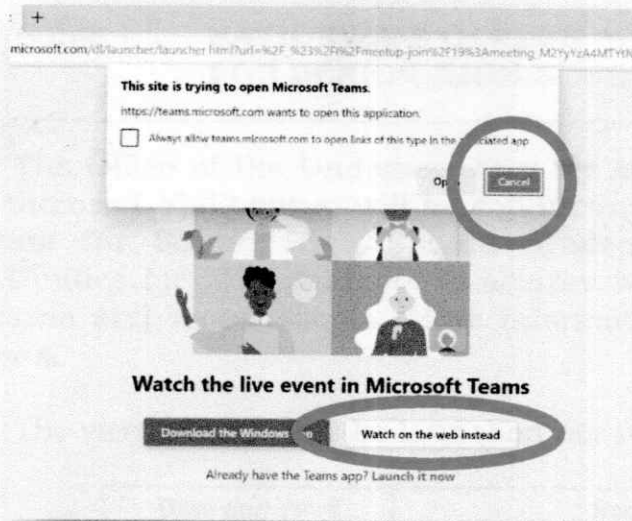 +
microsoft.com/dl/launcher/launcher.html?url=%2F_%23%2Fl%2Fmeetup-join%2F19%3Ameeting_M2YyYzA4MTYtN
This site is trying to open Microsoft Teams.
https://teams.microsoft.com wants to open this application.
Always allow teams.microsoft.com to open links of this type in the associated app
Cancel
Watch the live event in Microsoft Teams
Download the Windows
Watch on the web instead
Already have the Teams app? Launch it now